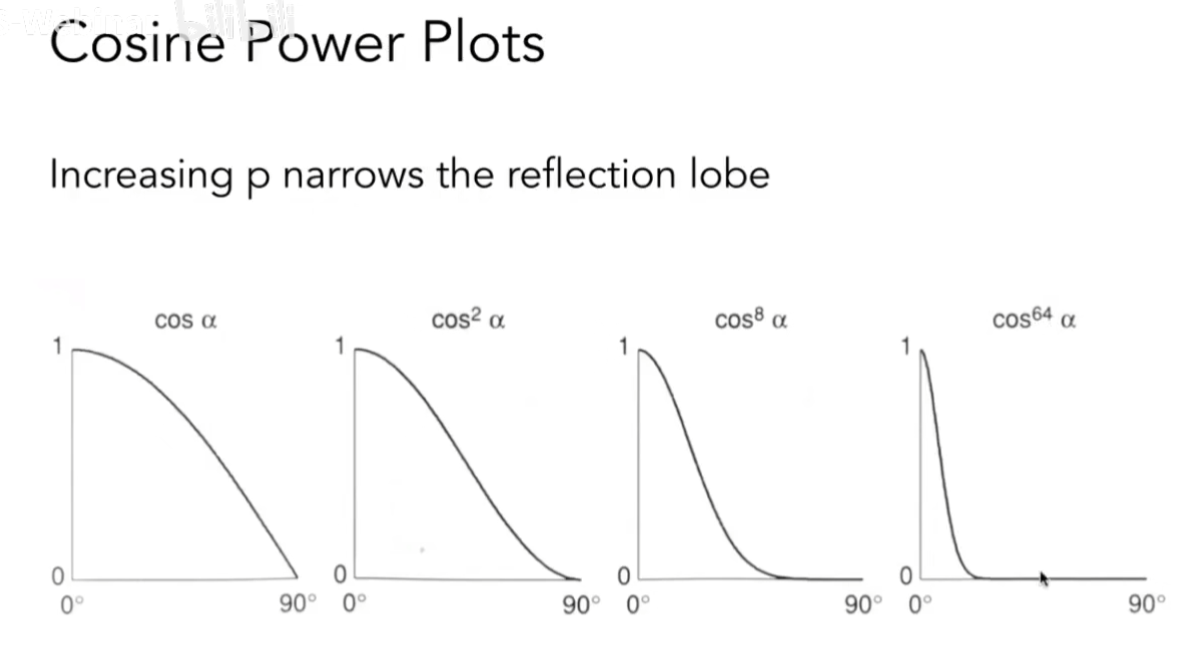 Cosine Power Plots
Increasing p narrows the reflection lobe
cos α
cos² α
cos⁸ α
cos⁶⁴ α
1
1
1
1
0
0
0
0
0° 90° 0° 90° 0° 90° 0° 90°